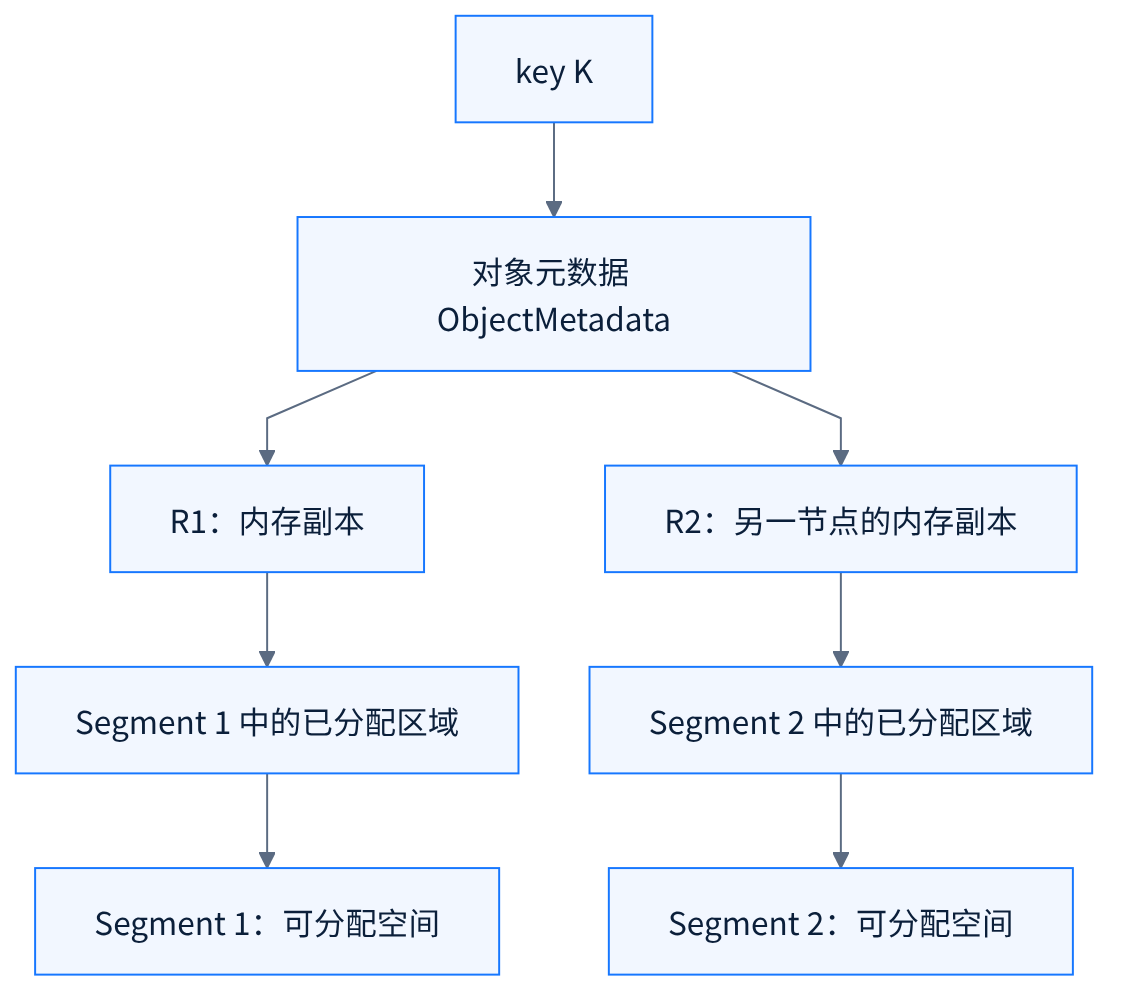 key K
对象元数据
ObjectMetadata
R1：内存副本
R2：另一节点的内存副本
Segment 1 中的已分配区域
Segment 2 中的已分配区域
Segment 1：可分配空间
Segment 2：可分配空间